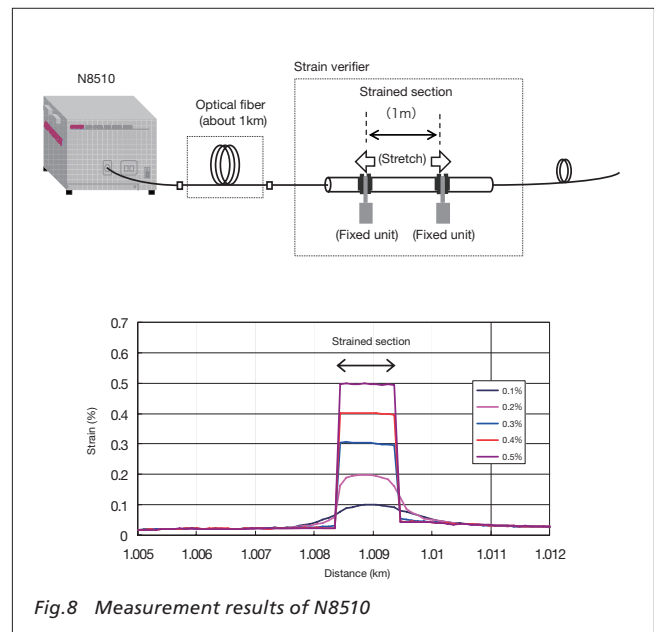 N8510
Strain verifier
Optical fiber
(about 1km)
Strained section
(1m)
(Stretch)
(Fixed unit)
(Fixed unit)
0.7
0.6
0.5
0.4
0.3
0.2
0.1
0
Strain (%)
Strained section
0.1%
0.2%
0.3%
0.4%
0.5%
1.005
1.006
1.007
1.008
1.009
1.01
1.011
1.012
Distance (km)
Fig.8 Measurement results of N8510